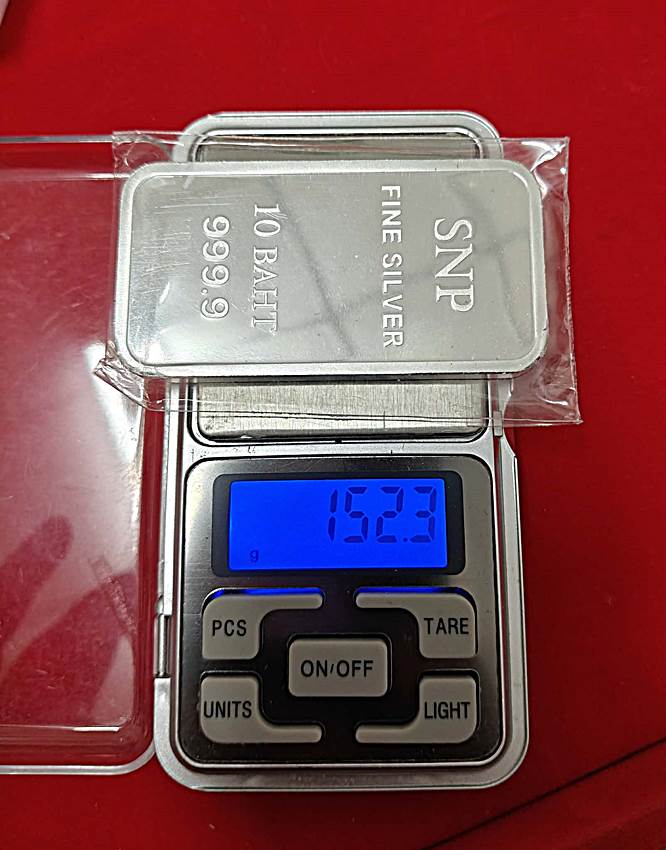 SNP
FINE SILVER
10 BAHT
999.9
152.3
g
PCS
TARE
ON/OFF
UNITS
LIGHT